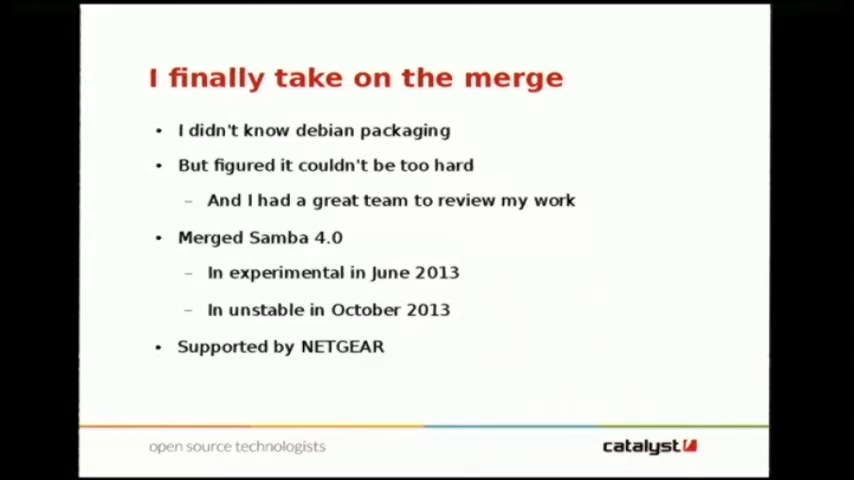 I finally take on the merge
• I didn't know debian packaging
• But figured it couldn't be too hard
– And I had a great team to review my work
• Merged Samba 4.0
– In experimental in June 2013
– In unstable in October 2013
• Supported by NETGEAR
open source technologists
catalyst